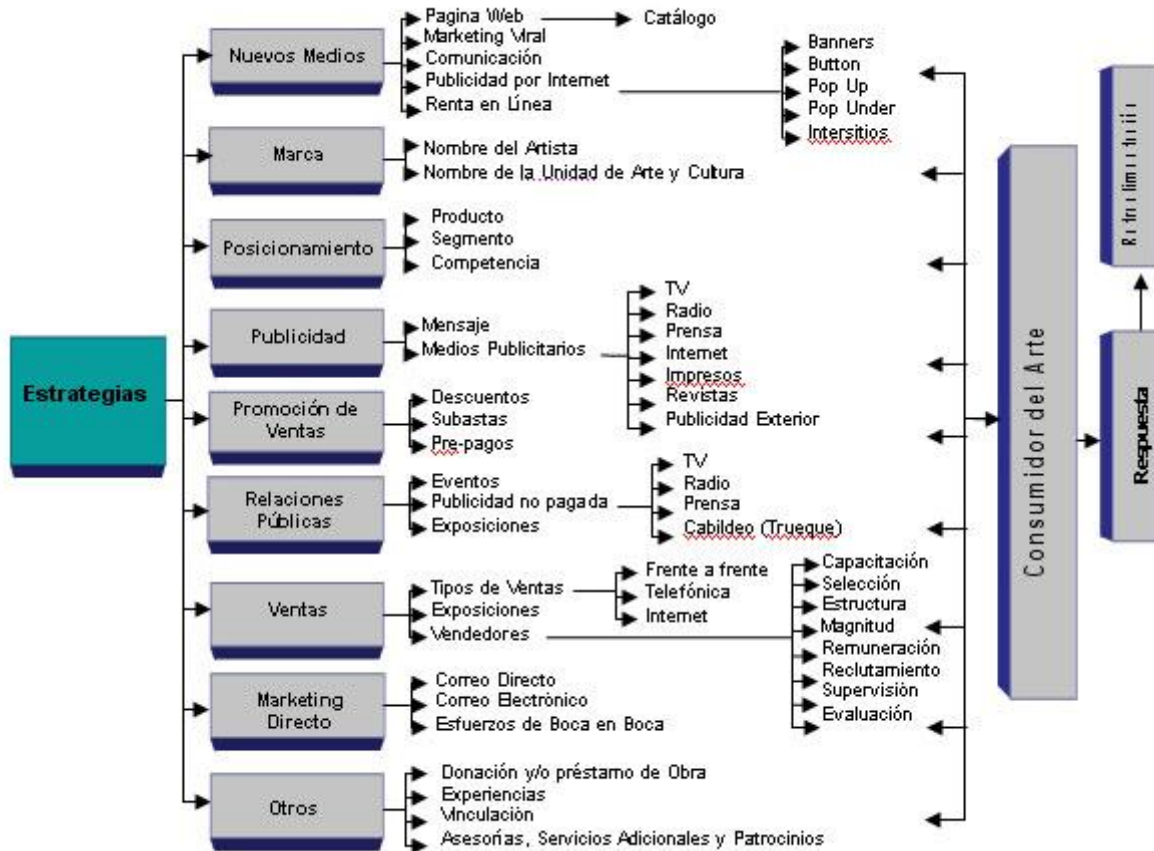 Estrategias
Nuevos Medios
Pagina Web
Catálogo
Marketing Viral
Comunicación
Publicidad por Internet
Renta en Línea
Banners
Button
Pop Up
Pop Under
Intersitios
Marca
Nombre del Artista
Nombre de la Unidad de Arte y Cultura
Posicionamiento
Producto
Segmento
Competencia
Publicidad
Mensaje
Medios Publicitarios
TV
Radio
Prensa
Internet
Impresos
Revistas
Publicidad Exterior
Promoción de
Ventas
Descuentos
Subastas
Pre-pagos
Relaciones
Públicas
Eventos
Publicidad no pagada
Exposiciones
TV
Radio
Prensa
Cabildeo (Trueque)
Ventas
Tipos de Ventas
Exposiciones
Vendedores
Frente a frente
Telefónica
Internet
Capacitación
Selección
Estructura
Magnitud
Remuneración
Reclutamiento
Supervisión
Evaluación
Marketing
Directo
Correo Directo
Correo Electrónico
Esfuerzos de Boca en Boca
Otros
Donación y/o préstamo de Obra
Experiencias
Vinculación
Asesorías, Servicios Adicionales y Patrocinios
Consumidor del Arte
Respuesta